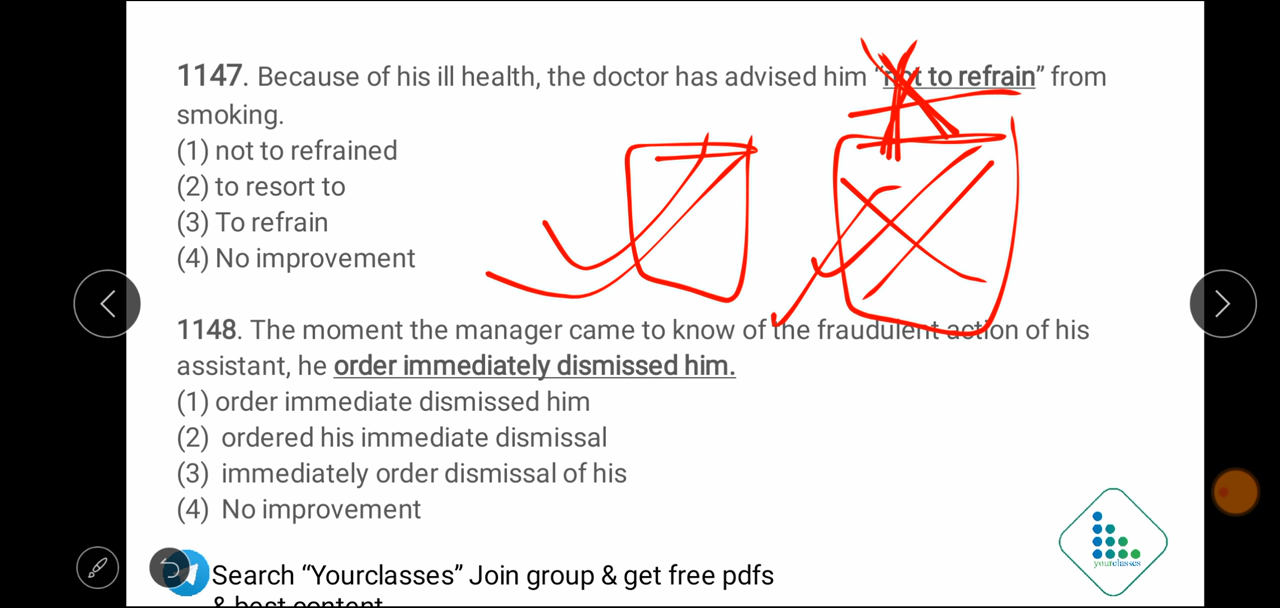 1147. Because of his ill health, the doctor has advised him “not to refrain” from
smoking.
(1) not to refrained
(2) to resort to
(3) To refrain
(4) No improvement
1148. The moment the manager came to know of the fraudulent action of his
assistant, he order immediately dismissed him.
(1) order immediate dismissed him
(2) ordered his immediate dismissal
(3) immediately order dismissal of his
(4) No improvement
yourclasses
Search “Yourclasses” Join group & get free pdfs
& best content